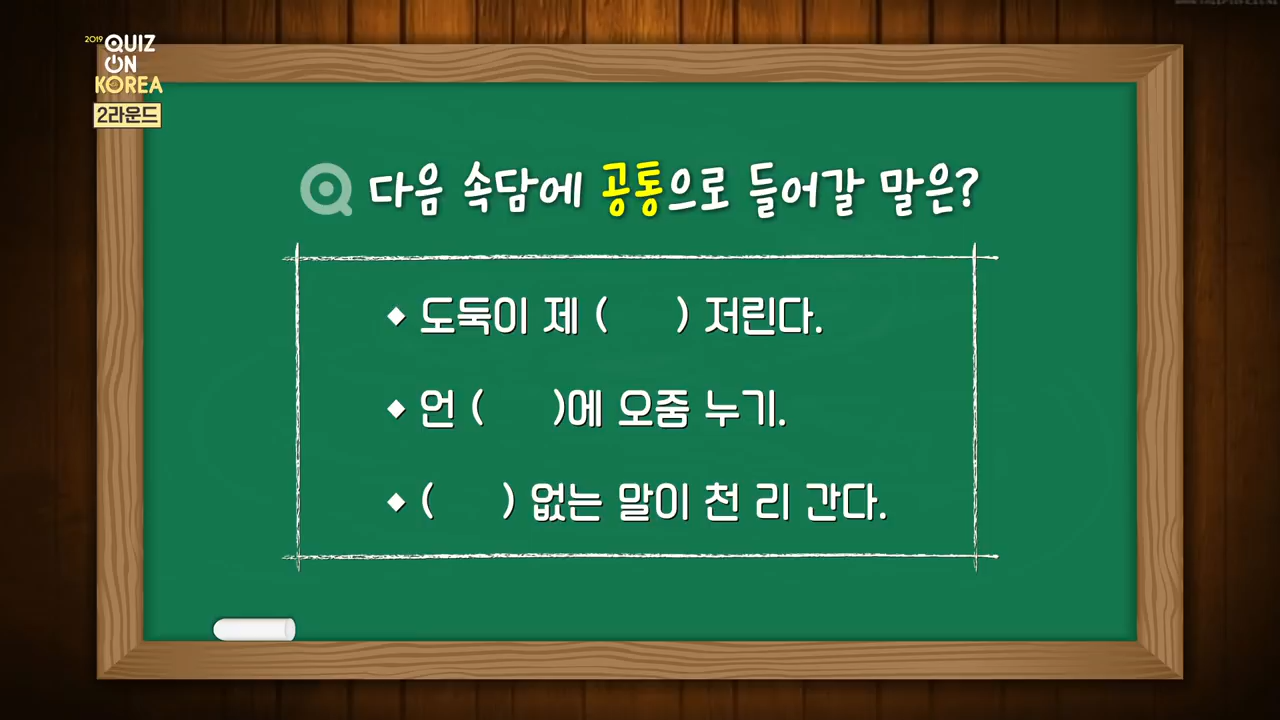 2019 QUIZ
ON
KOREA
2라운드
Q 다음 속담에 공통으로 들어갈 말은?
◆ 도둑이 제 (      ) 저린다.
◆ 언 (      )에 오줌 누기.
◆ (      ) 없는 말이 천 리 간다.